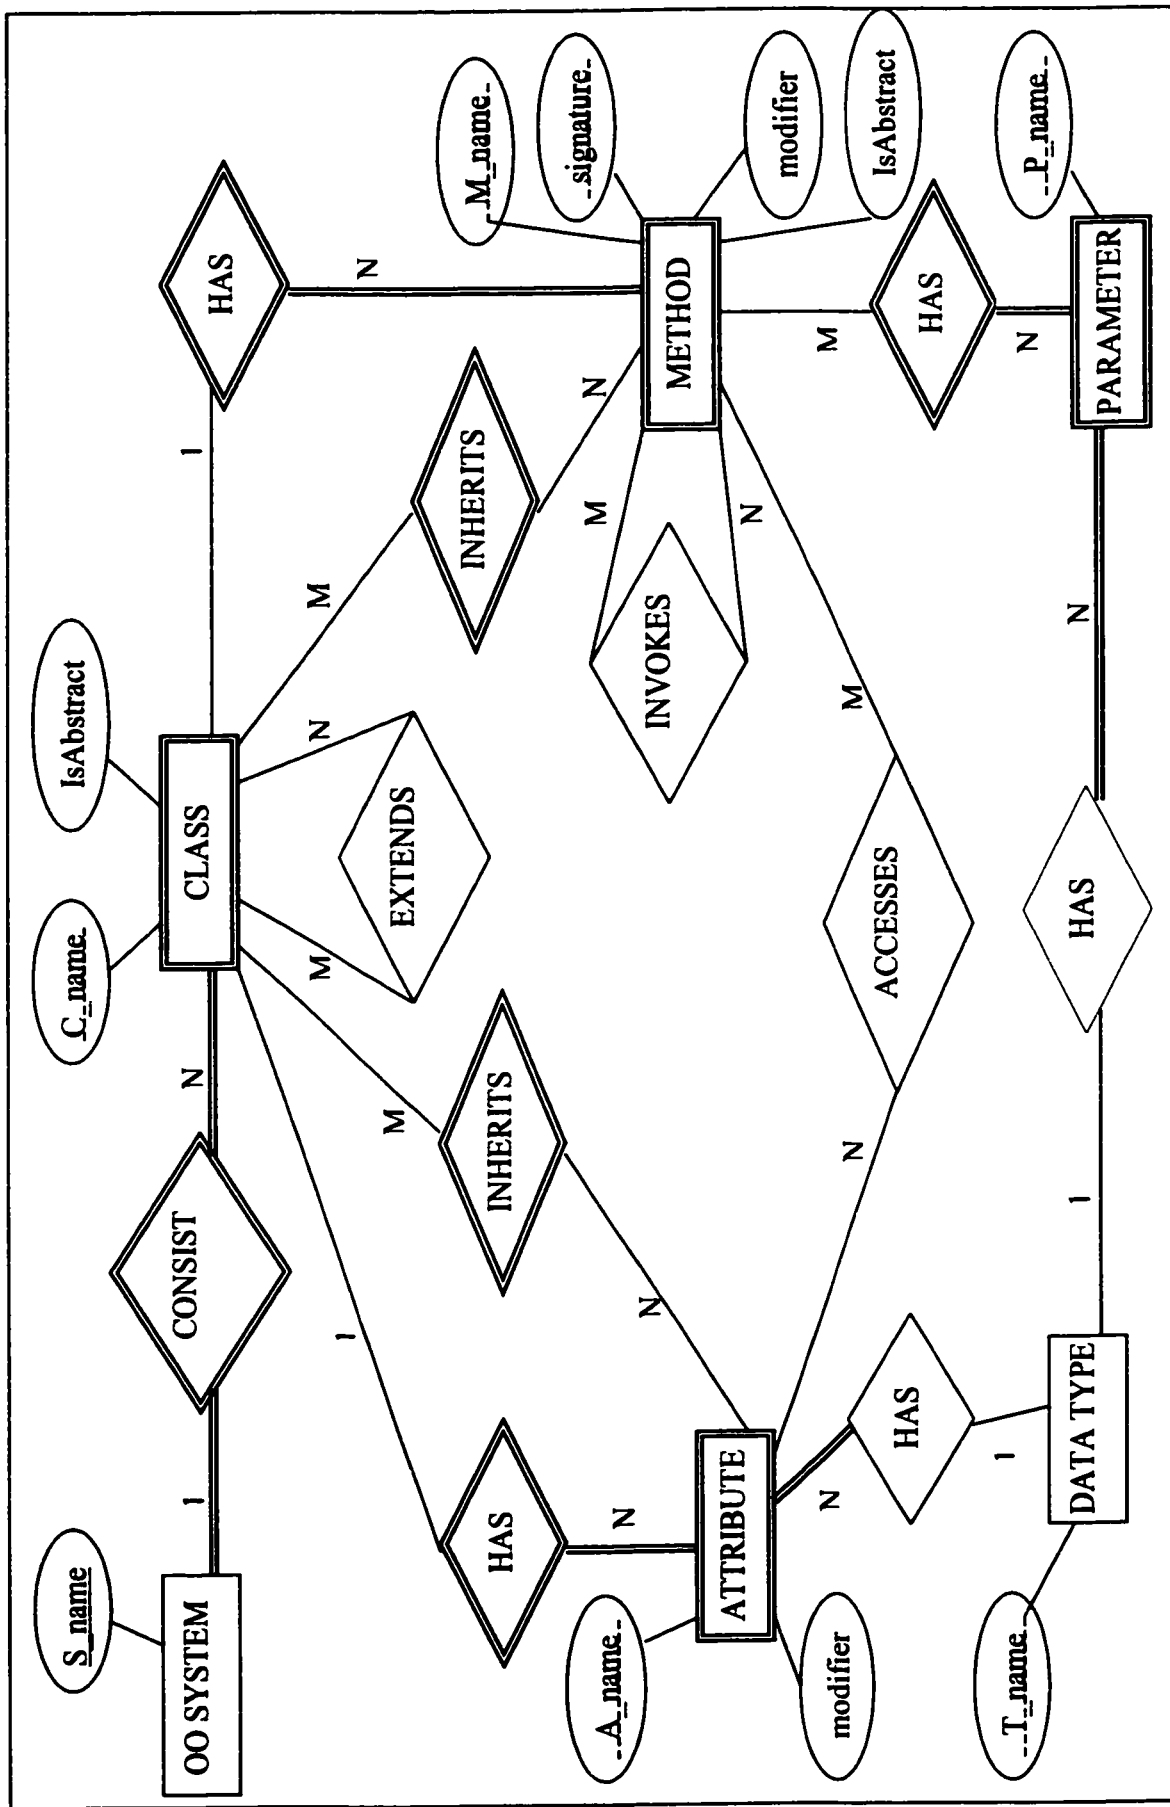 S_name
C_name
IsAbstract
OO SYSTEM
1
CONSIST
N
CLASS
1
HAS
1
M
N
M
N
M
EXTENDS
HAS
INHERITS
INHERITS
M_name
A_name
N
N
M
N
signature
INVOKES
METHOD
ATTRIBUTE
N
modifier
modifier
N
N
M
M
IsAbstract
HAS
ACCESSES
HAS
T_name
1
N
P_name
DATA TYPE
1
HAS
N
PARAMETER